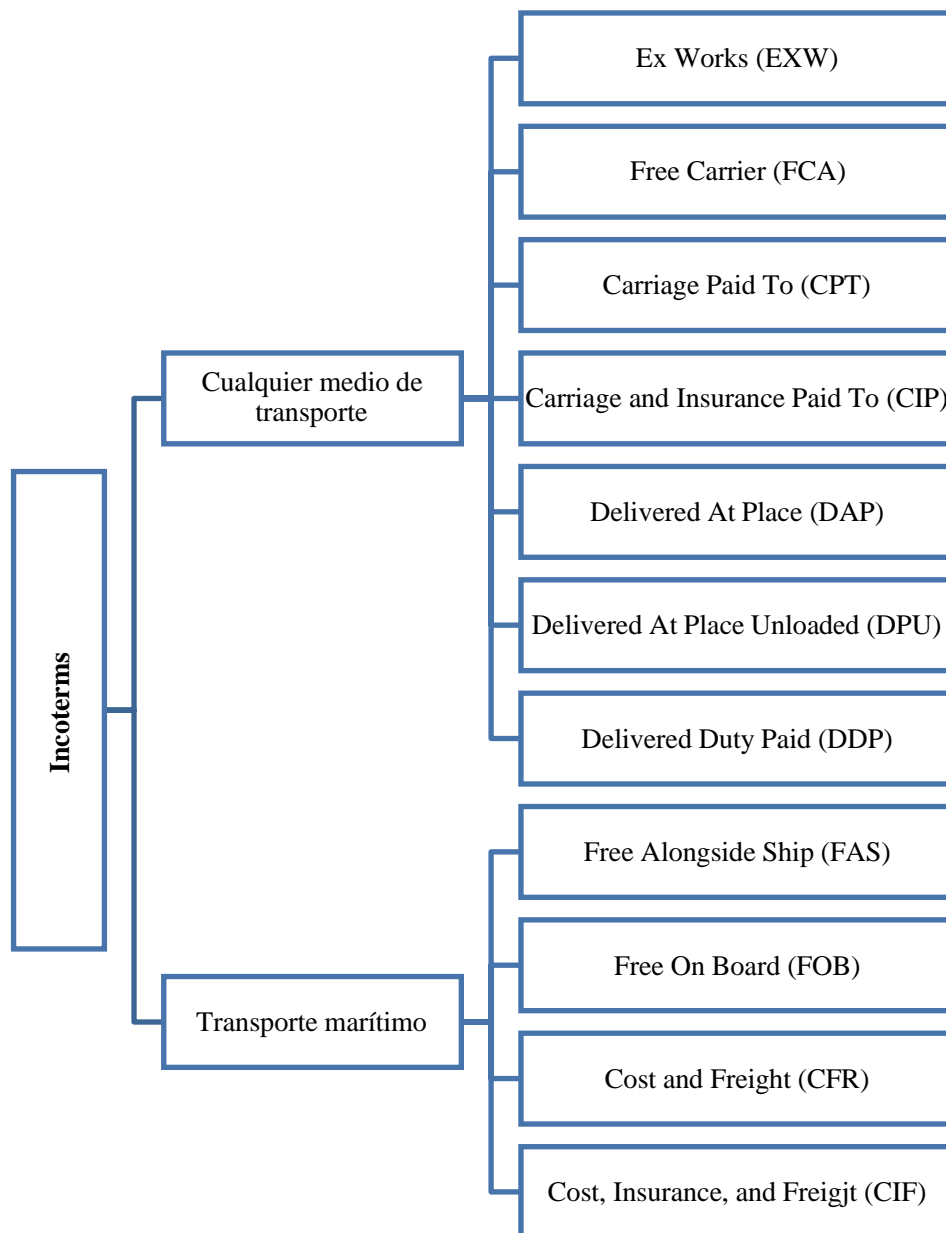 Incoterms
Cualquier medio de
transporte
Ex Works (EXW)
Free Carrier (FCA)
Carriage Paid To (CPT)
Carriage and Insurance Paid To (CIP)
Delivered At Place (DAP)
Delivered At Place Unloaded (DPU)
Delivered Duty Paid (DDP)
Transporte marítimo
Free Alongside Ship (FAS)
Free On Board (FOB)
Cost and Freight (CFR)
Cost, Insurance, and Freigjt (CIF)